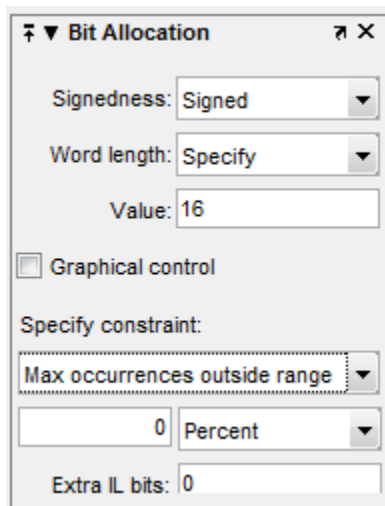 Bit Allocation
Signedness: Signed
Word length: Specify
Value: 16
Graphical control
Specify constraint:
Max occurrences outside range
0 Percent
Extra IL bits: 0